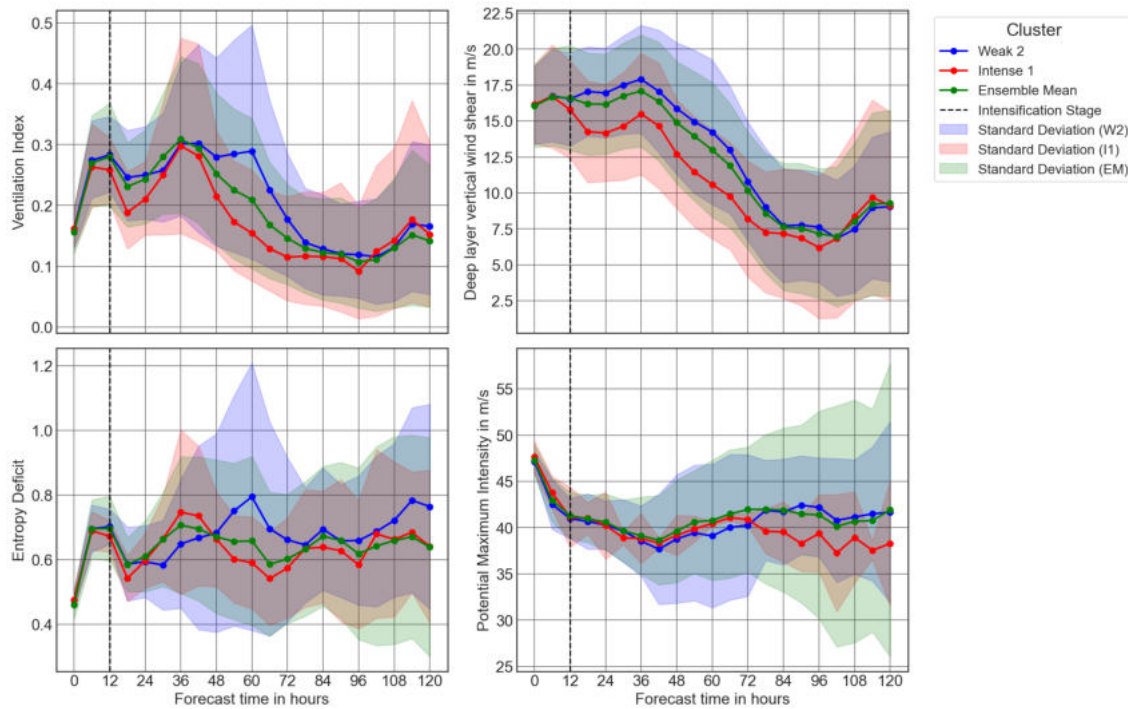 0.5
0.4
0.3
0.2
0.1
0.0
Ventilation Index
22.5
20.0
17.5
15.0
12.5
10.0
7.5
5.0
2.5
Deep layer vertical wind shear in m/s
Cluster
Weak 2
Intense 1
Ensemble Mean
Intensification Stage
Standard Deviation (W2)
Standard Deviation (I1)
Standard Deviation (EM)
1.2
1.0
0.8
0.6
0.4
Entropy Deficit
0 12 24 36 48 60 72 84 96 108 120
Forecast time in hours
55
50
45
40
35
30
25
Potential Maximum Intensity in m/s
0 12 24 36 48 60 72 84 96 108 120
Forecast time in hours